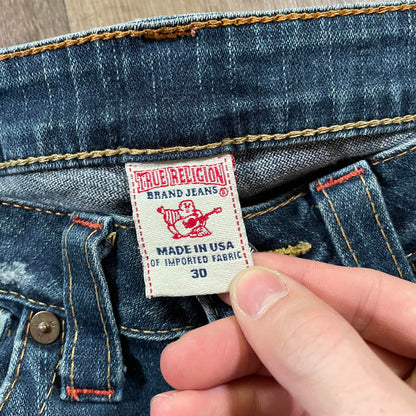 TRUE RELIGION
BRAND JEANS®
MADE IN USA
OF IMPORTED FABRIC
30